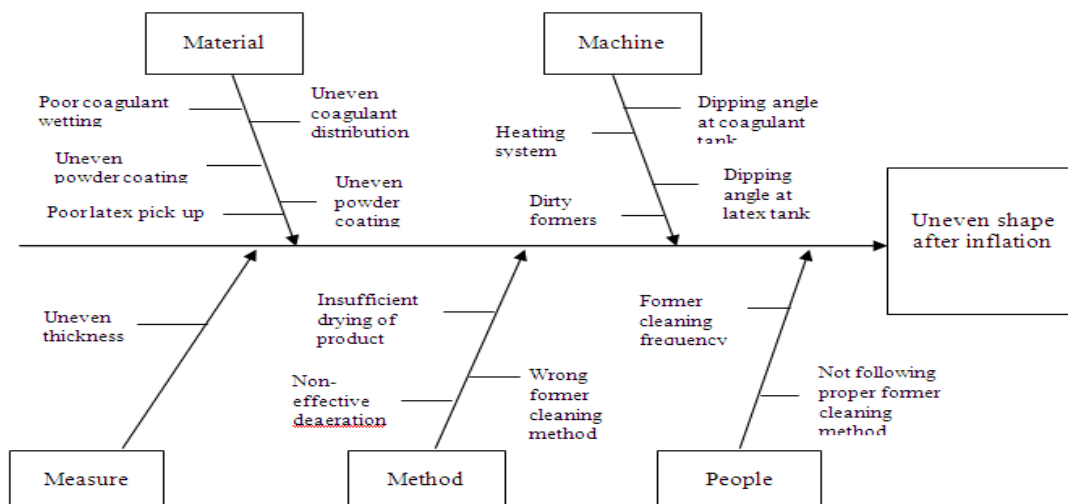 Material
Machine
Poor coagulant
wetting
Uneven
coagulant
distribution
Uneven
powder coating
Uneven
powder
coating
Poor latex pick up
Dipping angle
at coagulant
tank
Heating
system
Dipping
angle at
latex tank
Dirty
formers
Uneven shape
after inflation
Uneven
thickness
Insufficient
drying of
product
Non-
effective
deaeration
Wrong
former
cleaning
method
Former
cleaning
frequency
Not following
proper former
cleaning
method
Measure
Method
People